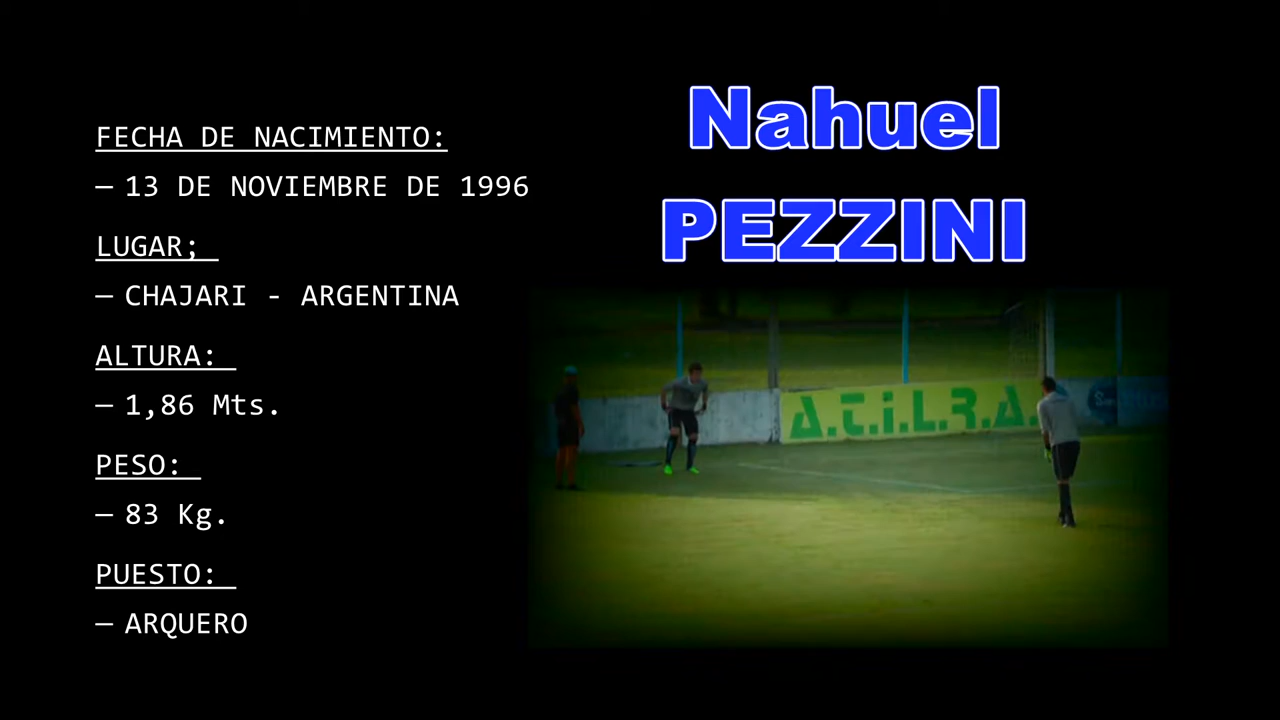 FECHA DE NACIMIENTO:
– 13 DE NOVIEMBRE DE 1996
LUGAR;
– CHAJARI - ARGENTINA
ALTURA:
– 1,86 Mts.
PESO:
– 83 Kg.
PUESTO:
– ARQUERO
Nahuel
PEZZINI
A.T.i.L.R.A.